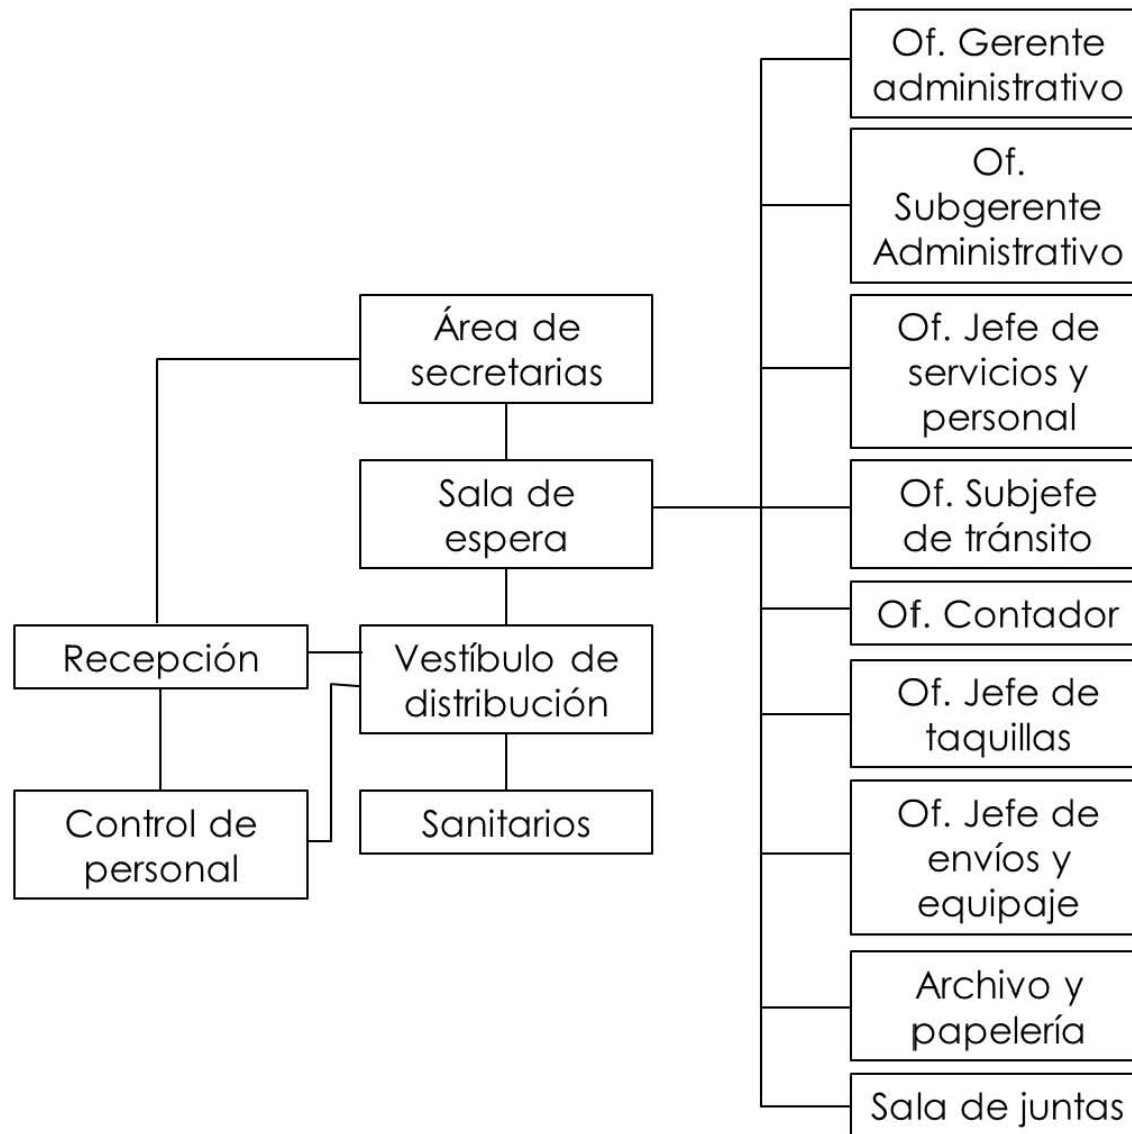 Of. Gerente
administrativo
Of.
Subgerente
Administrativo
Área de
secretarias
Of. Jefe de
servicios y
personal
Sala de
espera
Of. Subjefe
de tránsito
Of. Contador
Recepción
Vestíbulo de
distribución
Of. Jefe de
taquillas
Control de
personal
Sanitarios
Of. Jefe de
envíos y
equipaje
Archivo y
papelería
Sala de juntas